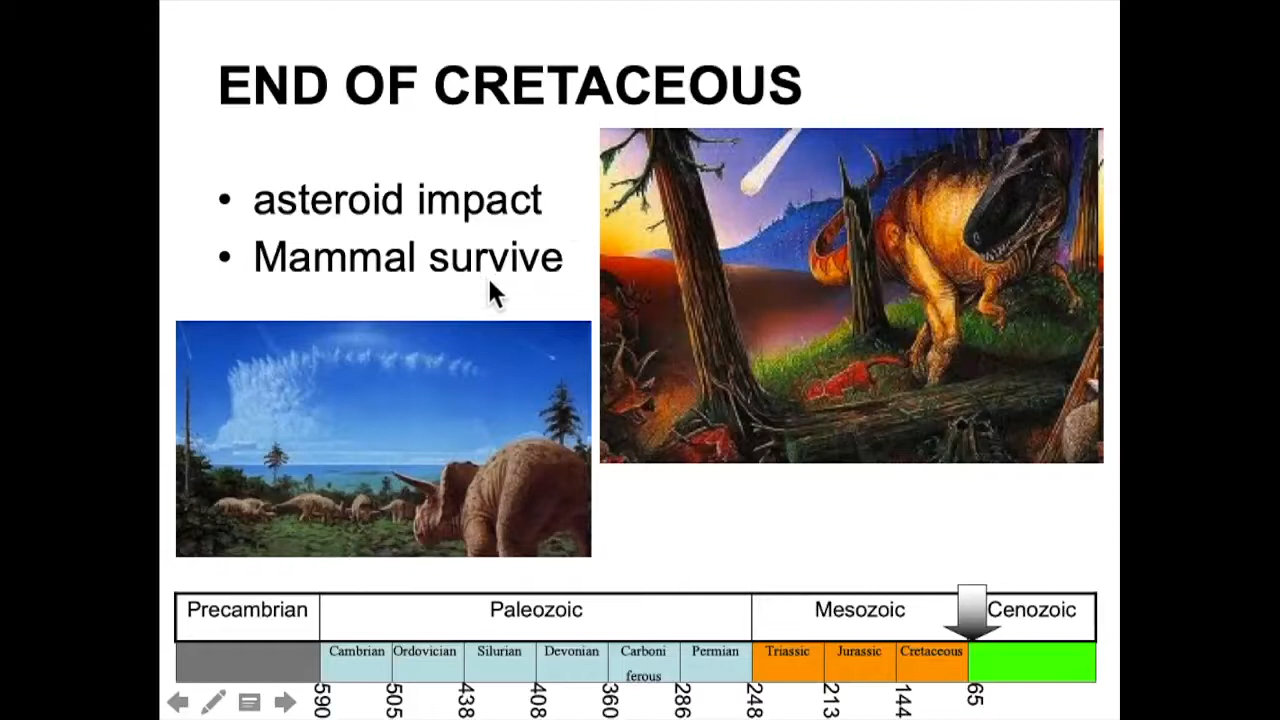 END OF CRETACEOUS
• asteroid impact
• Mammal survive
Precambrian Paleozoic Mesozoic Cenozoic
Cambrian Ordovician Silurian Devonian Carboni Permian Triassic Jurassic Cretaceous
ferous
590 505 438 408 360 286 248 213 144 65